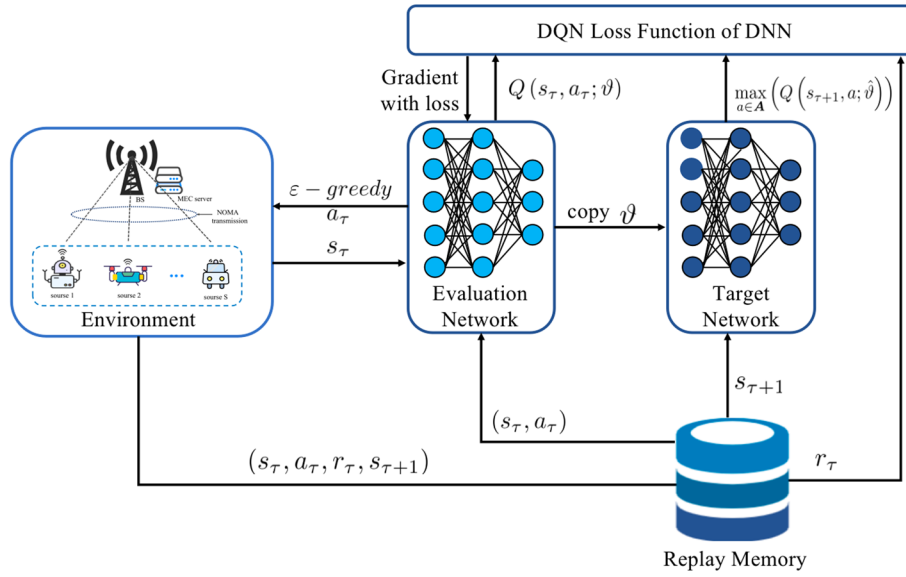 DQN Loss Function of DNN
Gradient
with loss
Q(s_τ, a_τ; ϑ)
max_{a∈A} (Q(s_{τ+1}, a; ϑ̂))
BS
MEC server
NOMA
transmission
sourse 1
sourse 2
...
sourse S
Environment
ε − greedy
a_τ
s_τ
copy ϑ
Evaluation
Network
Target
Network
s_{τ+1}
(s_τ, a_τ)
(s_τ, a_τ, r_τ, s_{τ+1})
r_τ
Replay Memory